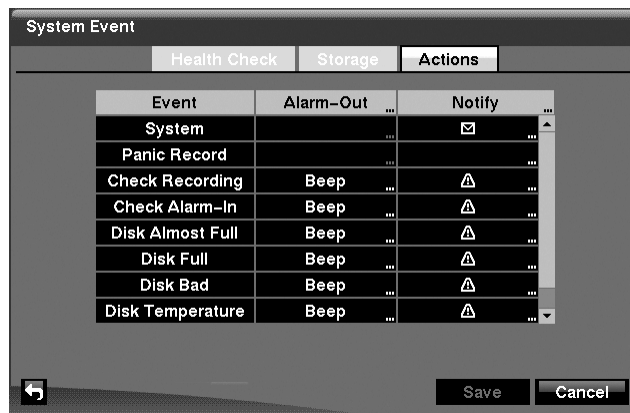 System Event
Health Check Storage Actions
Event Alarm-Out ... Notify ...
System ... ...
Panic Record ... ...
Check Recording Beep ... ...
Check Alarm-In Beep ... ...
Disk Almost Full Beep ... ...
Disk Full Beep ... ...
Disk Bad Beep ... ...
Disk Temperature Beep ... ...
Save Cancel